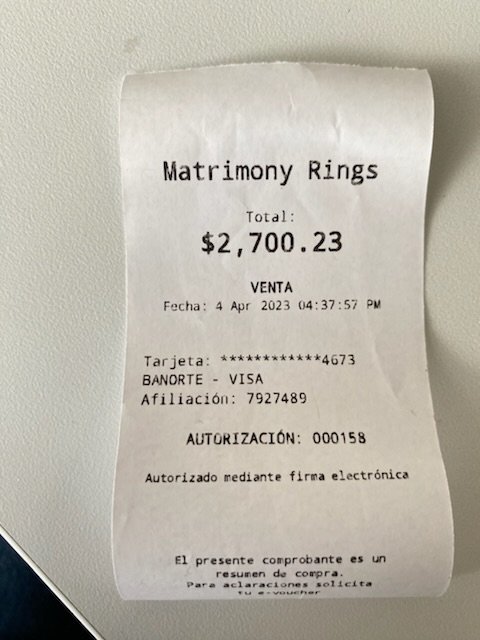 Matrimony Rings
Total:
$2,700.23
VENTA
Fecha: 4 Apr 2023 04:37:57 PM
Tarjeta: ************4673
BANORTE - VISA
Afiliación: 7927489
AUTORIZACIÓN: 000158
Autorizado mediante firma electrónica
El presente comprobante es un
resumen de compra.
Para aclaraciones solicita
tu e-voucher